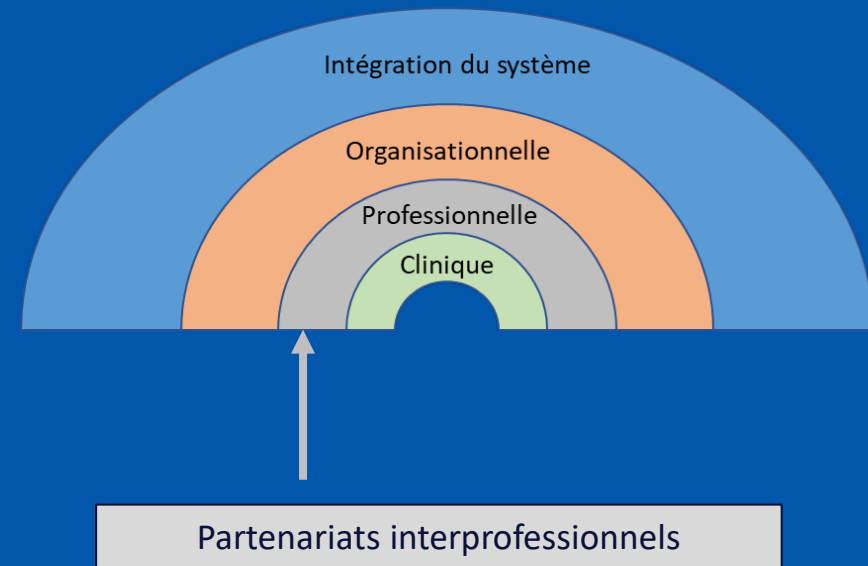 Intégration du système
Organisationnelle
Professionnelle
Clinique
Partenariats interprofessionnels